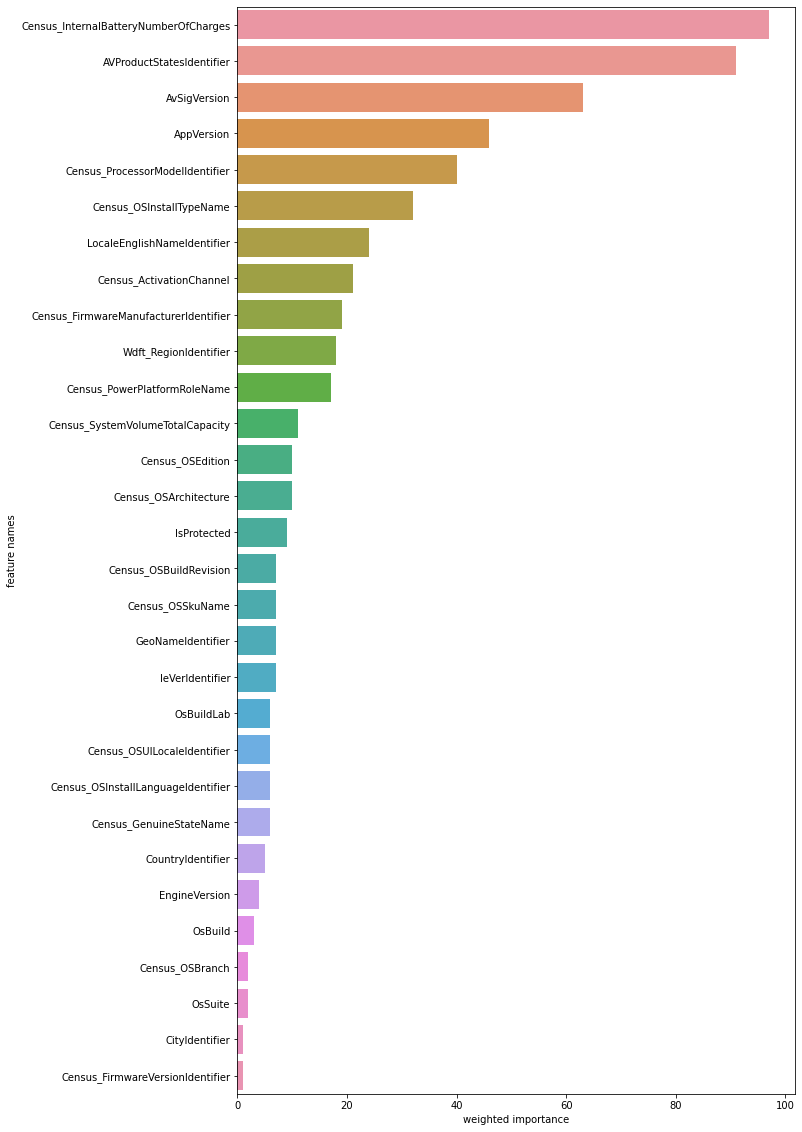 Census_InternalBatteryNumberOfCharges
AVProductStatesIdentifier
AvSigVersion
AppVersion
Census_ProcessorModelIdentifier
Census_OSInstallTypeName
LocaleEnglishNameIdentifier
Census_ActivationChannel
Census_FirmwareManufacturerIdentifier
Wdft_RegionIdentifier
Census_PowerPlatformRoleName
Census_SystemVolumeTotalCapacity
Census_OSEdition
Census_OSArchitecture
IsProtected
Census_OSBuildRevision
Census_OSSkuName
GeoNameIdentifier
IeVerIdentifier
OsBuildLab
Census_OSUILocaleIdentifier
Census_OSInstallLanguageIdentifier
Census_GenuineStateName
CountryIdentifier
EngineVersion
OsBuild
Census_OSBranch
OsSuite
CityIdentifier
Census_FirmwareVersionIdentifier
feature names
0 20 40 60 80 100
weighted importance